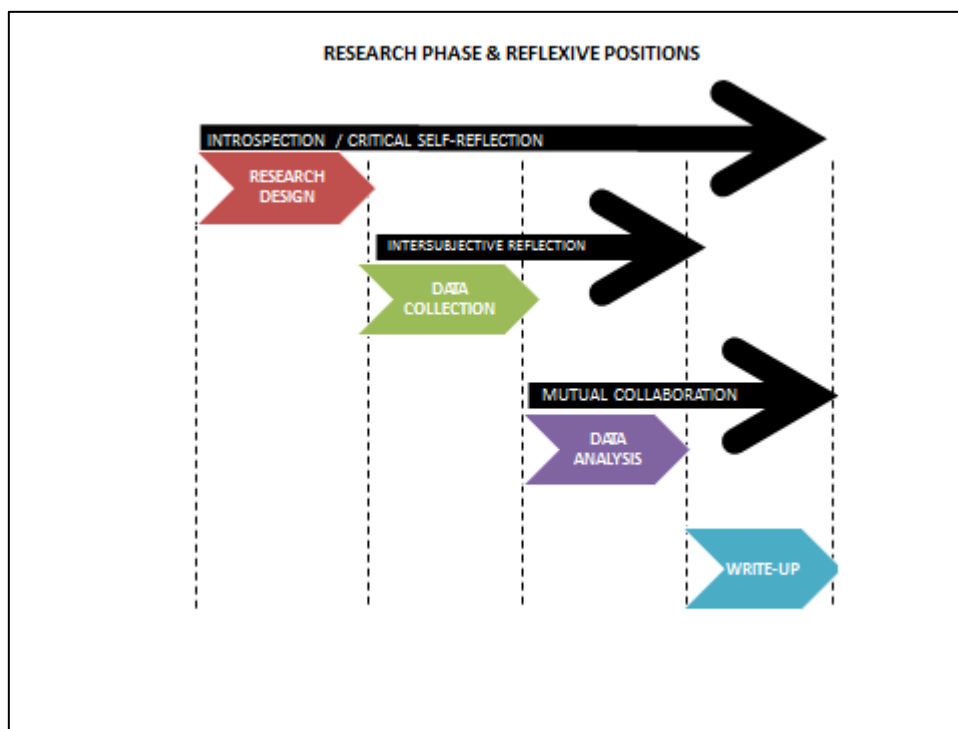 RESEARCH PHASE & REFLEXIVE POSITIONS
INTROSPECTION / CRITICAL SELF-REFLECTION
RESEARCH
DESIGN
INTERSUBJECTIVE REFLECTION
DATA
COLLECTION
MUTUAL COLLABORATION
DATA
ANALYSIS
WRITE-UP